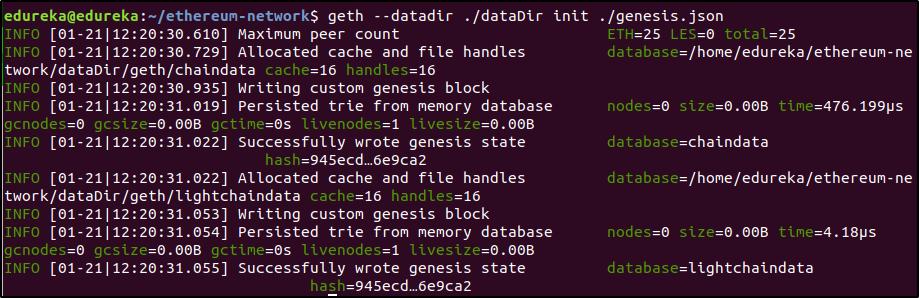 edureka@edureka:~/ethereum-network$ geth --datadir ./dataDir init ./genesis.json
INFO [01-21|12:20:30.610] Maximum peer count                       ETH=25 LES=0 total=25
INFO [01-21|12:20:30.729] Allocated cache and file handles         database=/home/edureka/ethereum-ne
twork/dataDir/geth/chaindata cache=16 handles=16
INFO [01-21|12:20:30.935] Writing custom genesis block
INFO [01-21|12:20:31.019] Persisted trie from memory database      nodes=0 size=0.00B time=476.199µs
gcnodes=0 gcsize=0.00B gctime=0s livenodes=1 livesize=0.00B
INFO [01-21|12:20:31.022] Successfully wrote genesis state         database=chaindata
hash=945ecd…6e9ca2
INFO [01-21|12:20:31.022] Allocated cache and file handles         database=/home/edureka/ethereum-ne
twork/dataDir/geth/lightchaindata cache=16 handles=16
INFO [01-21|12:20:31.053] Writing custom genesis block
INFO [01-21|12:20:31.054] Persisted trie from memory database      nodes=0 size=0.00B time=4.18µs
gcnodes=0 gcsize=0.00B gctime=0s livenodes=1 livesize=0.00B
INFO [01-21|12:20:31.055] Successfully wrote genesis state         database=lightchaindata
hash=945ecd…6e9ca2